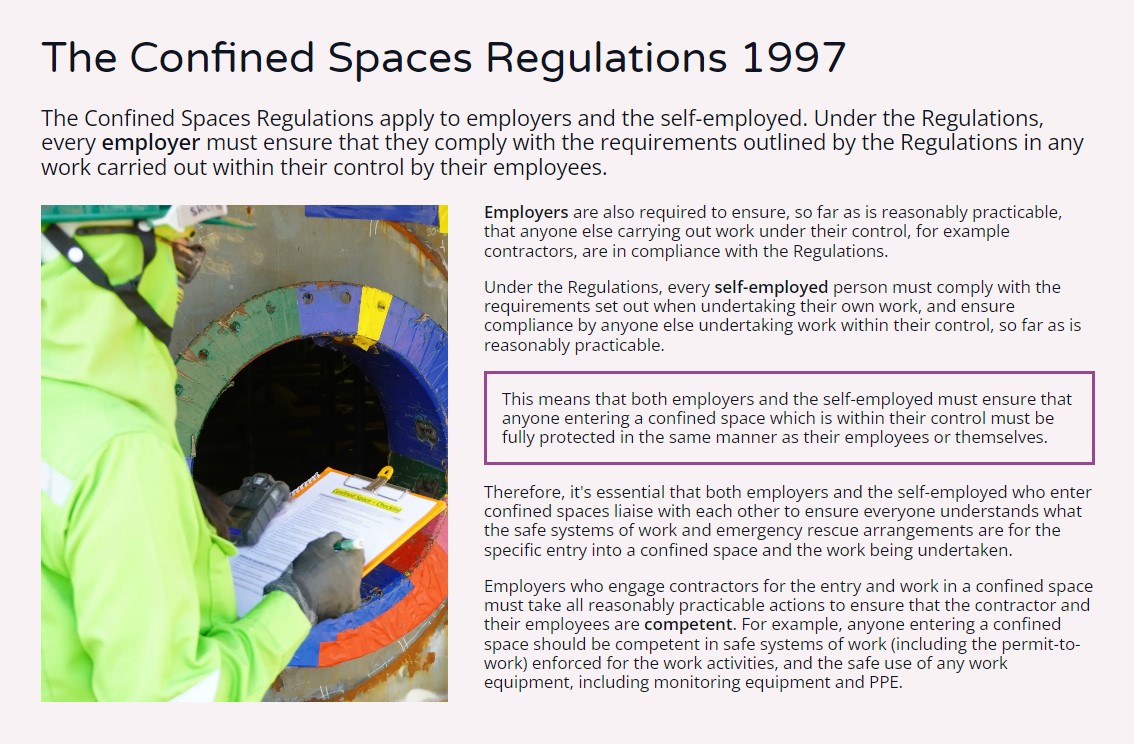 The Confined Spaces Regulations 1997
The Confined Spaces Regulations apply to employers and the self-employed. Under the Regulations,
every employer must ensure that they comply with the requirements outlined by the Regulations in any
work carried out within their control by their employees.
Employers are also required to ensure, so far as is reasonably practicable,
that anyone else carrying out work under their control, for example
contractors, are in compliance with the Regulations.
Under the Regulations, every self-employed person must comply with the
requirements set out when undertaking their own work, and ensure
compliance by anyone else undertaking work within their control, so far as is
reasonably practicable.
This means that both employers and the self-employed must ensure that
anyone entering a confined space which is within their control must be
fully protected in the same manner as their employees or themselves.
Therefore, it's essential that both employers and the self-employed who enter
confined spaces liaise with each other to ensure everyone understands what
the safe systems of work and emergency rescue arrangements are for the
specific entry into a confined space and the work being undertaken.
Employers who engage contractors for the entry and work in a confined space
must take all reasonably practicable actions to ensure that the contractor and
their employees are competent. For example, anyone entering a confined
space should be competent in safe systems of work (including the permit-to-
work) enforced for the work activities, and the safe use of any work
equipment, including monitoring equipment and PPE.
Confined Space - Checklist